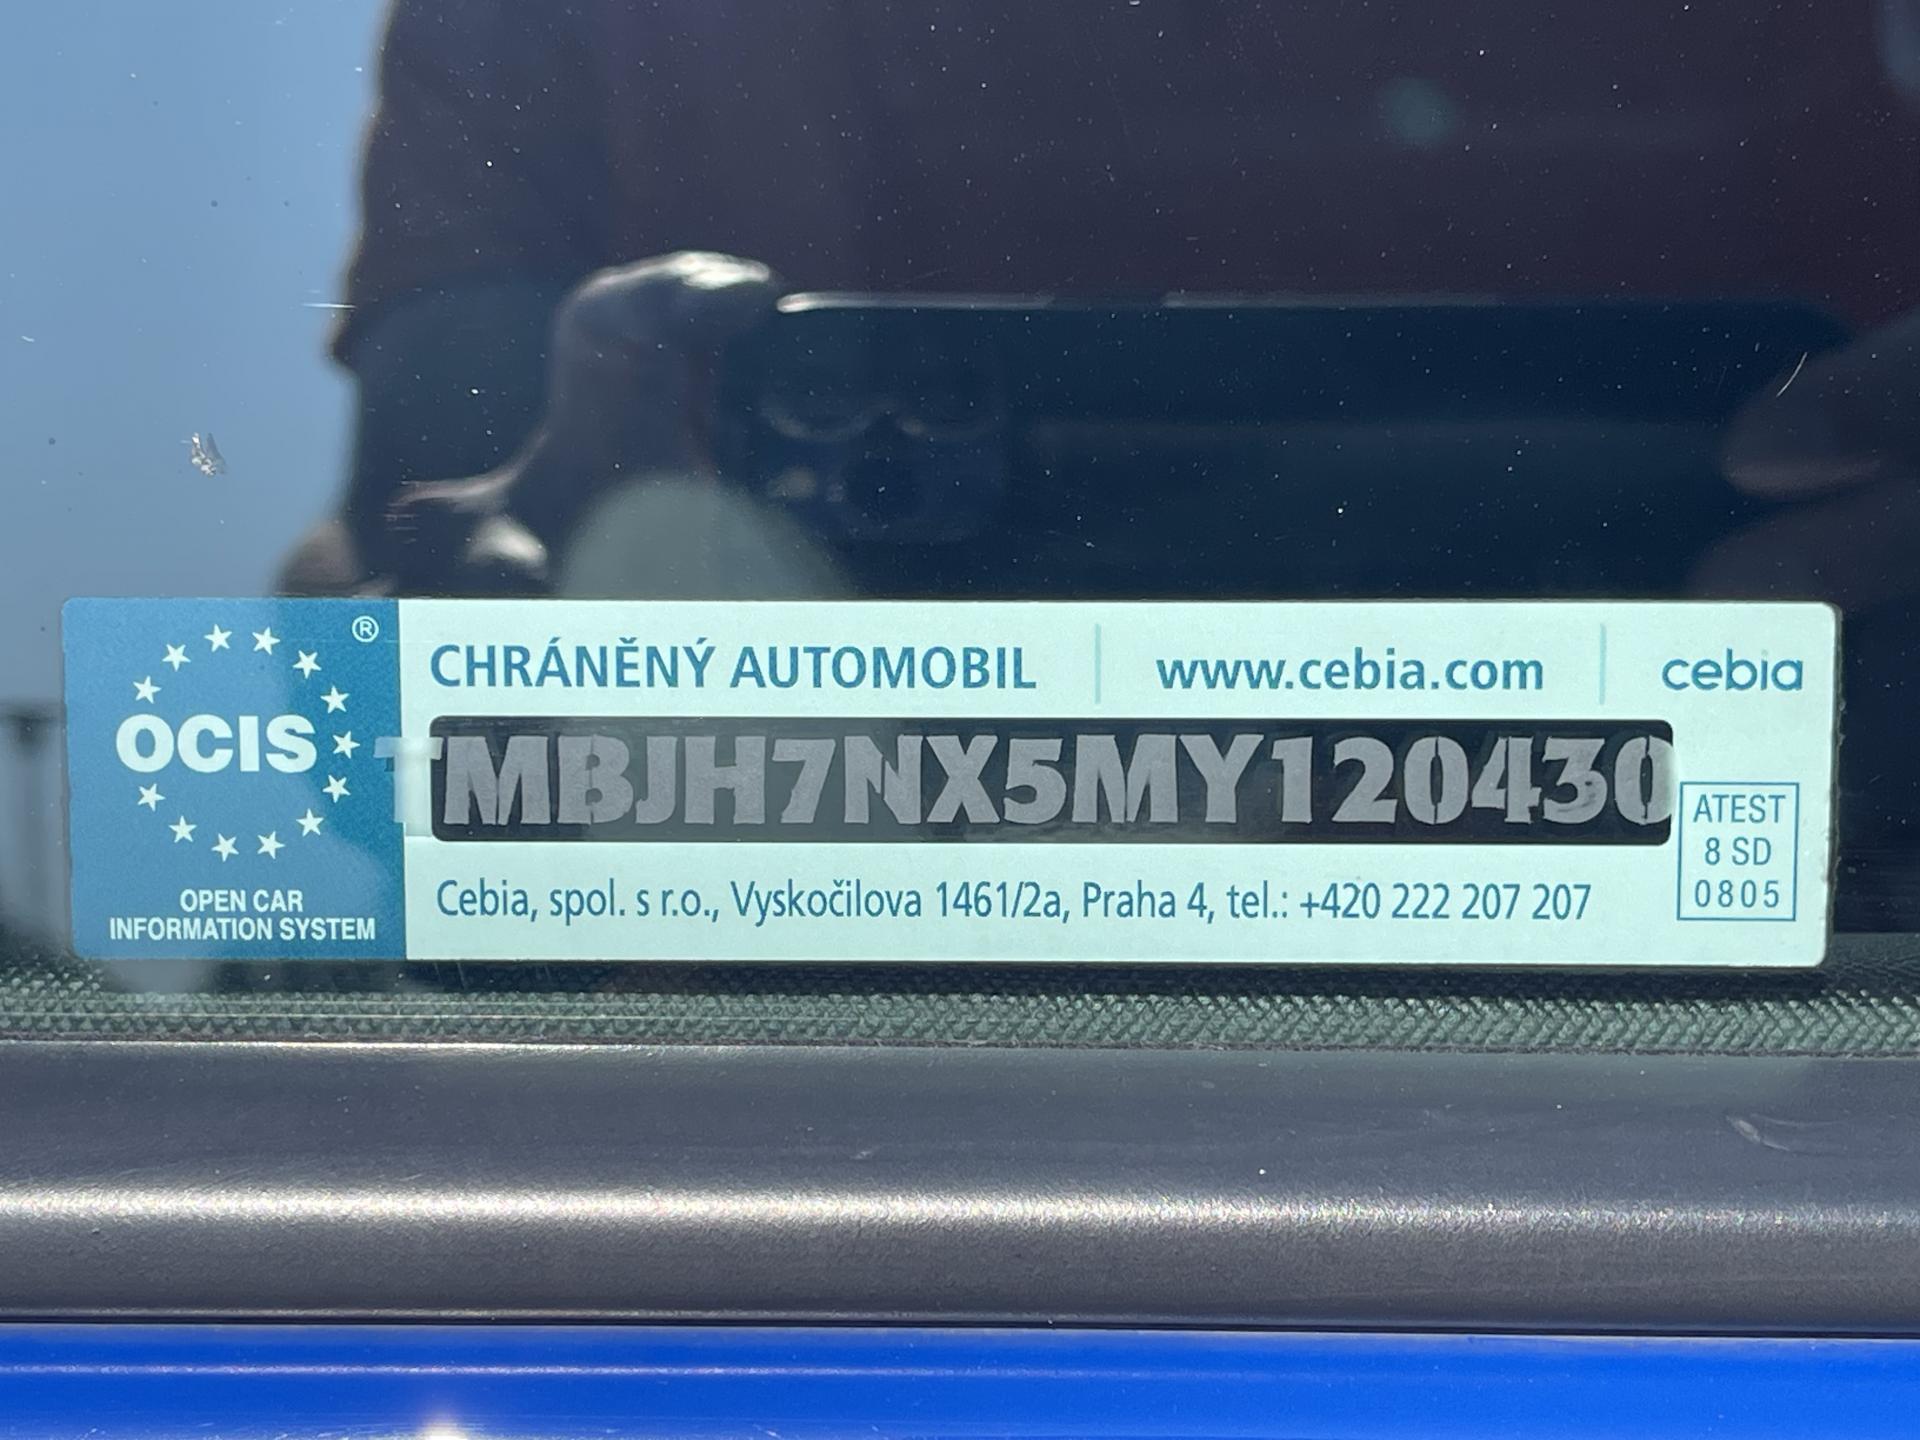 ®
OCIS
OPEN CAR
INFORMATION SYSTEM
CHRÁNĚNÝ AUTOMOBIL
www.cebia.com
cebia
TMBJH7NX5MY120430
Cebia, spol. s r.o., Vyskočilova 1461/2a, Praha 4, tel.: +420 222 207 207
ATEST
8 SD
0805